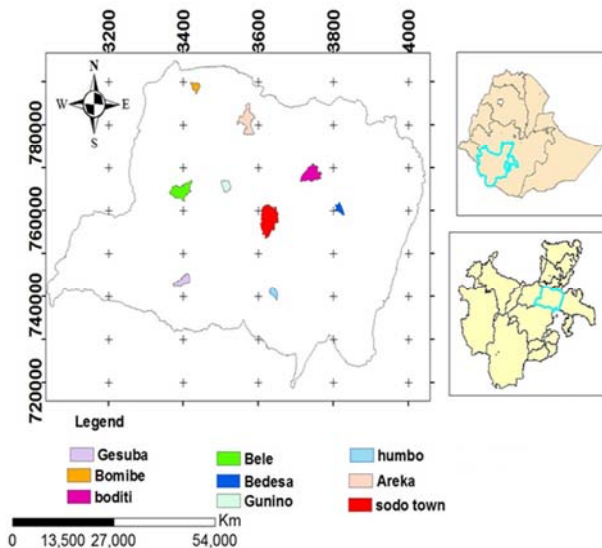 3200 3400 3600 4000
N
W E
S
780000
760000
740000
720000
Legend
Gesuba
Bomibe
boditi
Bele
Bedesa
Gunino
humbo
Areka
sodo town
Km
0 13,500 27,000 54,000